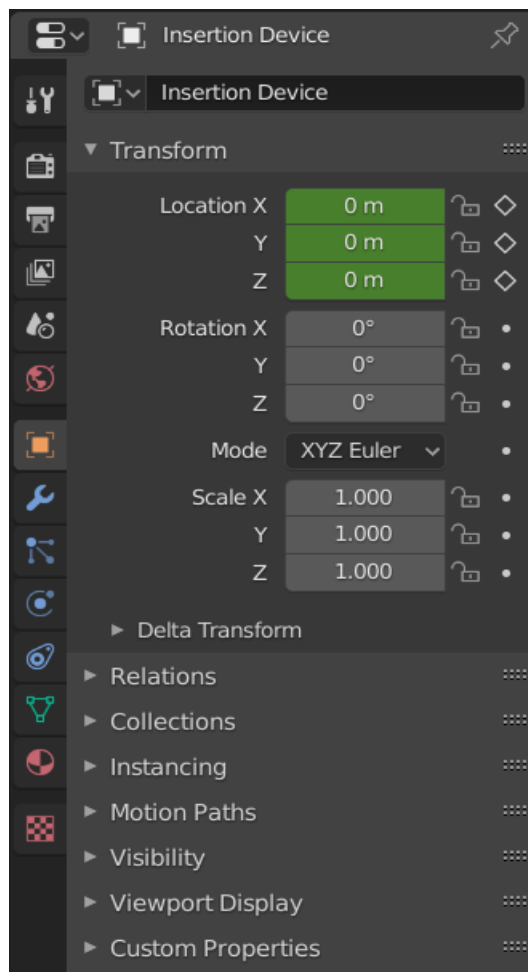 Insertion Device
Insertion Device
Transform
Location X 0 m
Y 0 m
Z 0 m
Rotation X 0°
Y 0°
Z 0°
Mode XYZ Euler
Scale X 1.000
Y 1.000
Z 1.000
Delta Transform
Relations
Collections
Instancing
Motion Paths
Visibility
Viewport Display
Custom Properties